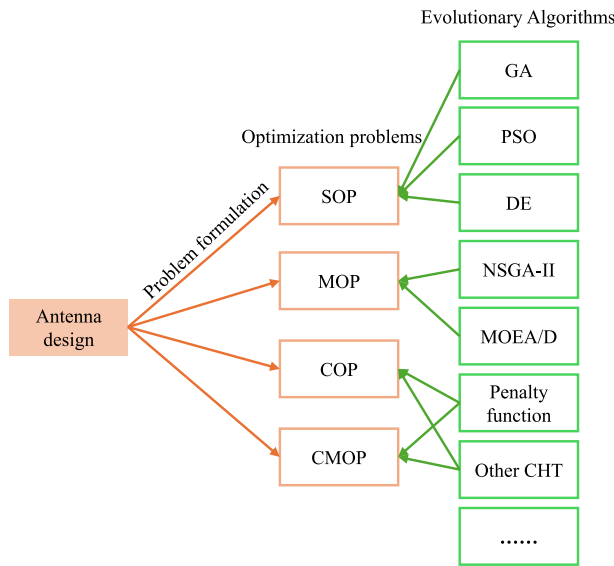 Evolutionary Algorithms
GA
Optimization problems
PSO
SOP
DE
Problem formulation
MOP
NSGA-II
Antenna
design
MOEA/D
COP
Penalty
function
CMOP
Other CHT
......